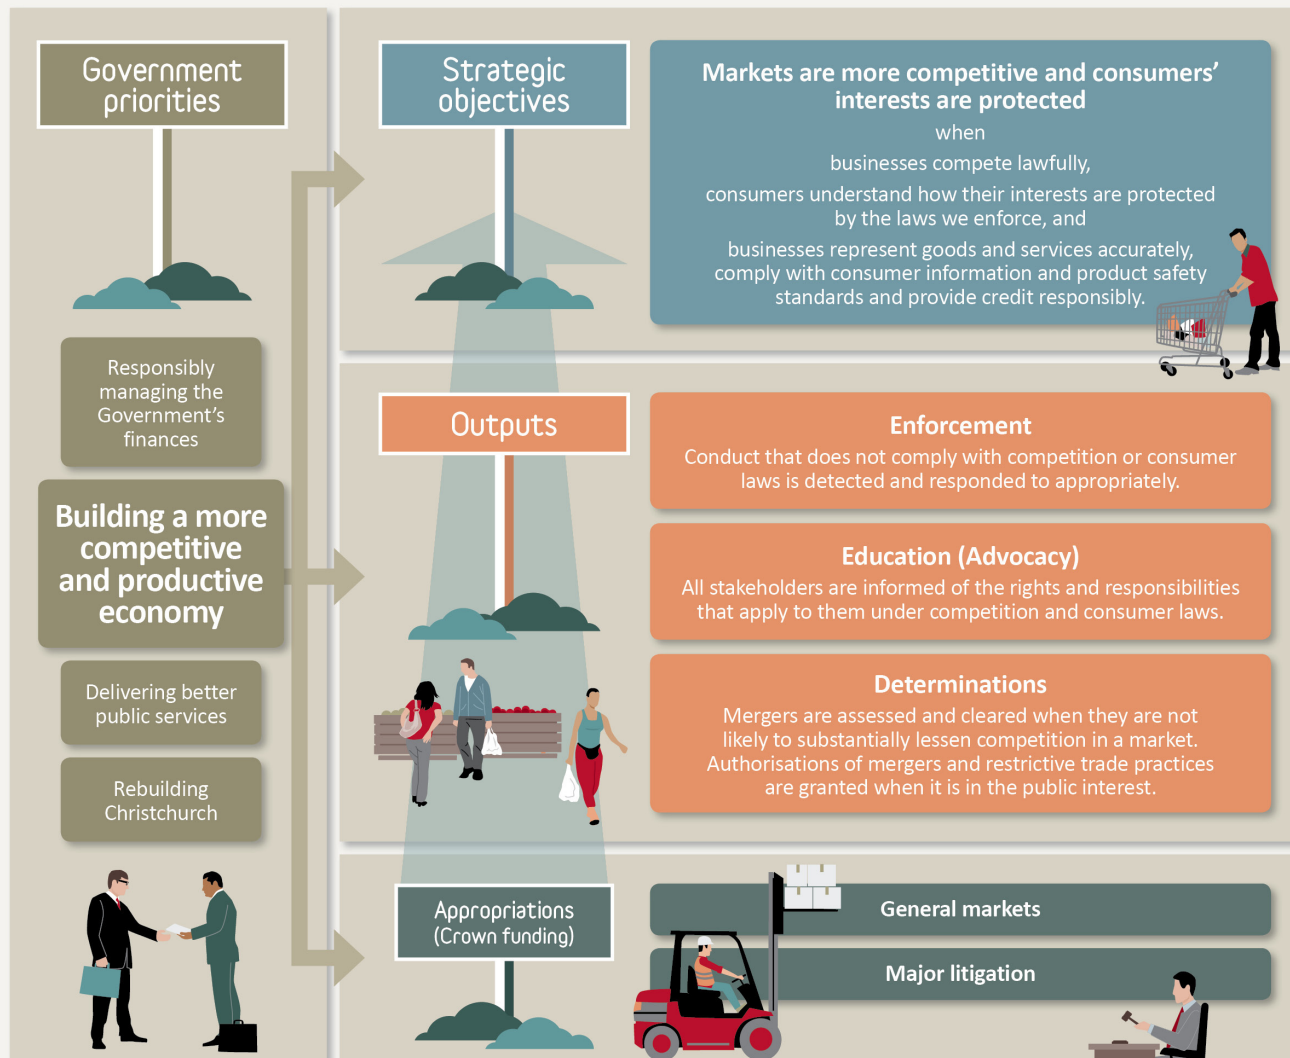 Government
priorities
Responsibly
managing the
Government’s
finances
Building a more
competitive
and productive
economy
Delivering better
public services
Rebuilding
Christchurch
Strategic
objectives
Markets are more competitive and consumers’
interests are protected
when
businesses compete lawfully,
consumers understand how their interests are protected
by the laws we enforce, and
businesses represent goods and services accurately,
comply with consumer information and product safety
standards and provide credit responsibly.
Outputs
Enforcement
Conduct that does not comply with competition or consumer
laws is detected and responded to appropriately.
Education (Advocacy)
All stakeholders are informed of the rights and responsibilities
that apply to them under competition and consumer laws.
Determinations
Mergers are assessed and cleared when they are not
likely to substantially lessen competition in a market.
Authorisations of mergers and restrictive trade practices
are granted when it is in the public interest.
Appropriations
(Crown funding)
General markets
Major litigation